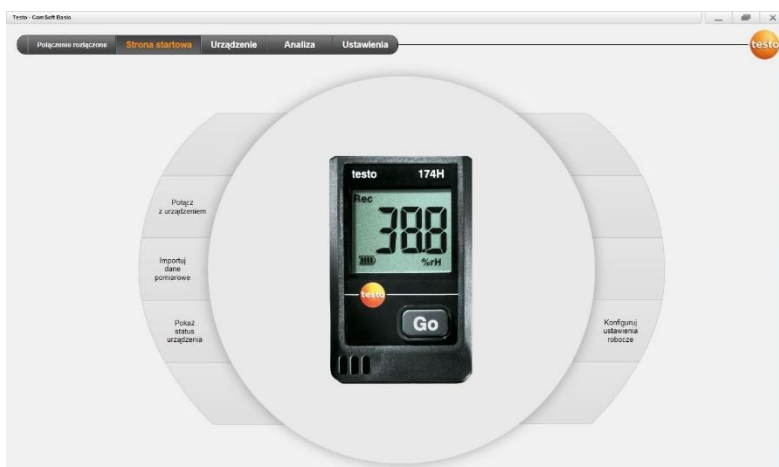 Testo - ComSoft Basic
Połączenie rozłączone Strona startowa Urządzenie Analiza Ustawienia
testo
testo 174H
Rec
38.8
%rH
testo
Go
Połącz
z urządzeniem
Importuj
dane
pomiarowe
Pokaż
status
urządzenia
Konfiguruj
ustawienia
robocze